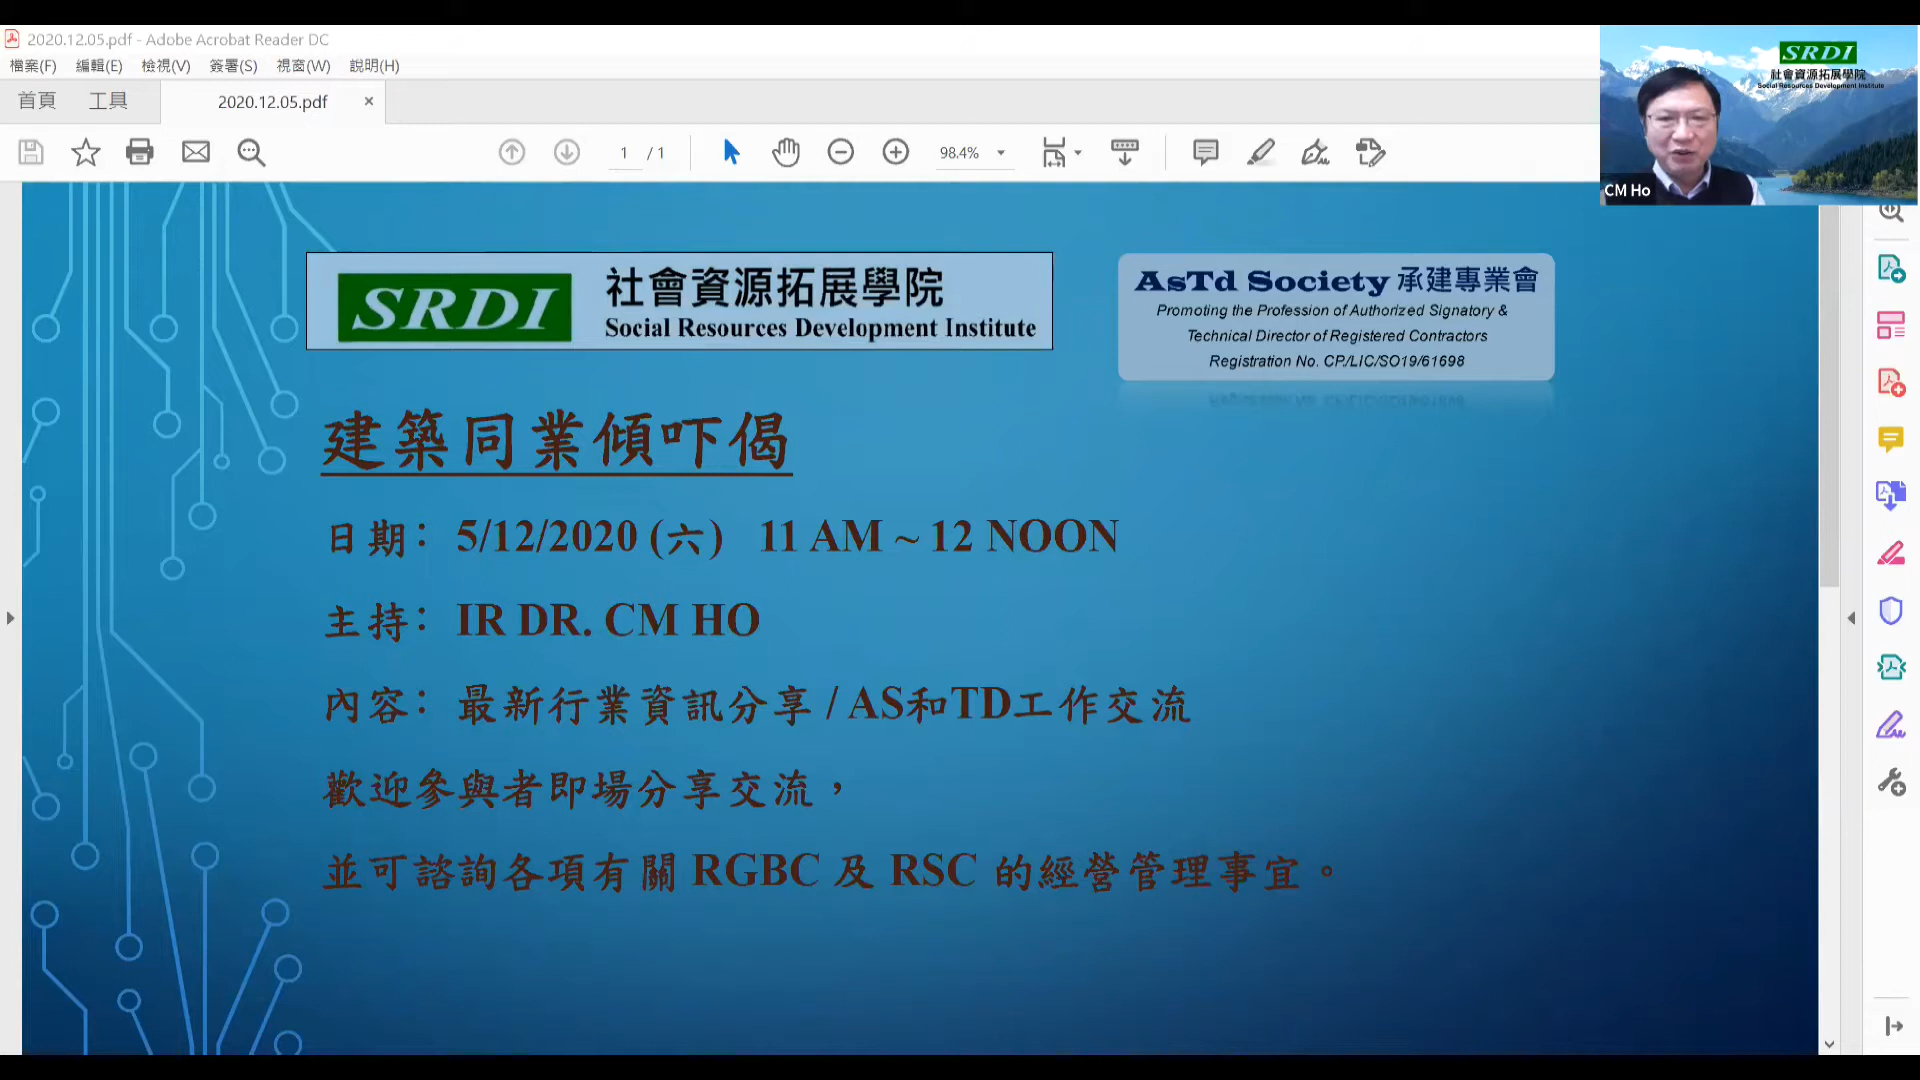 2020.12.05.pdf - Adobe Acrobat Reader DC
檔案(F) 編輯(E) 檢視(V) 簽署(S) 視窗(W) 說明(H)
首頁 工具 2020.12.05.pdf ×
1 / 1 98.4%
SRDI
社會資源拓展學院
Social Resources Development Institute
CM Ho
SRDI 社會資源拓展學院
Social Resources Development Institute
AsTd Society 承建專業會
Promoting the Profession of Authorized Signatory &
Technical Director of Registered Contractors
Registration No. CP/LIC/SO19/61698
建築同業傾吓偈
日期： 5/12/2020 (六) 11 AM ~ 12 NOON
主持： IR DR. CM HO
內容： 最新行業資訊分享 / AS和TD工作交流
歡迎參與者即場分享交流，
並可諮詢各項有關 RGBC 及 RSC 的經營管理事宜。